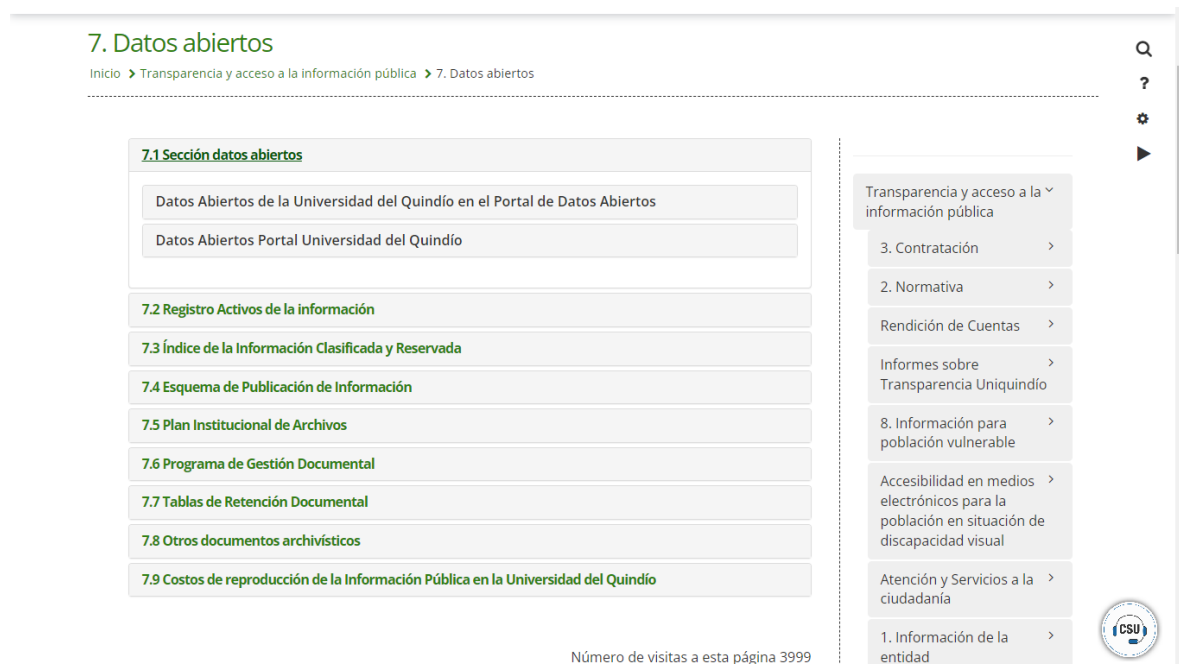 7. Datos abiertos
Inicio > Transparencia y acceso a la información pública > 7. Datos abiertos
?
7.1 Sección datos abiertos
Datos Abiertos de la Universidad del Quindío en el Portal de Datos Abiertos
Datos Abiertos Portal Universidad del Quindío
7.2 Registro Activos de la información
7.3 Índice de la Información Clasificada y Reservada
7.4 Esquema de Publicación de Información
7.5 Plan Institucional de Archivos
7.6 Programa de Gestión Documental
7.7 Tablas de Retención Documental
7.8 Otros documentos archivísticos
7.9 Costos de reproducción de la Información Pública en la Universidad del Quindío
Número de visitas a esta página 3999
Transparencia y acceso a la
información pública
3. Contratación
2. Normativa
Rendición de Cuentas
Informes sobre
Transparencia Uniquindío
8. Información para
población vulnerable
Accesibilidad en medios
electrónicos para la
población en situación de
discapacidad visual
Atención y Servicios a la
ciudadanía
1. Información de la
entidad
CSU